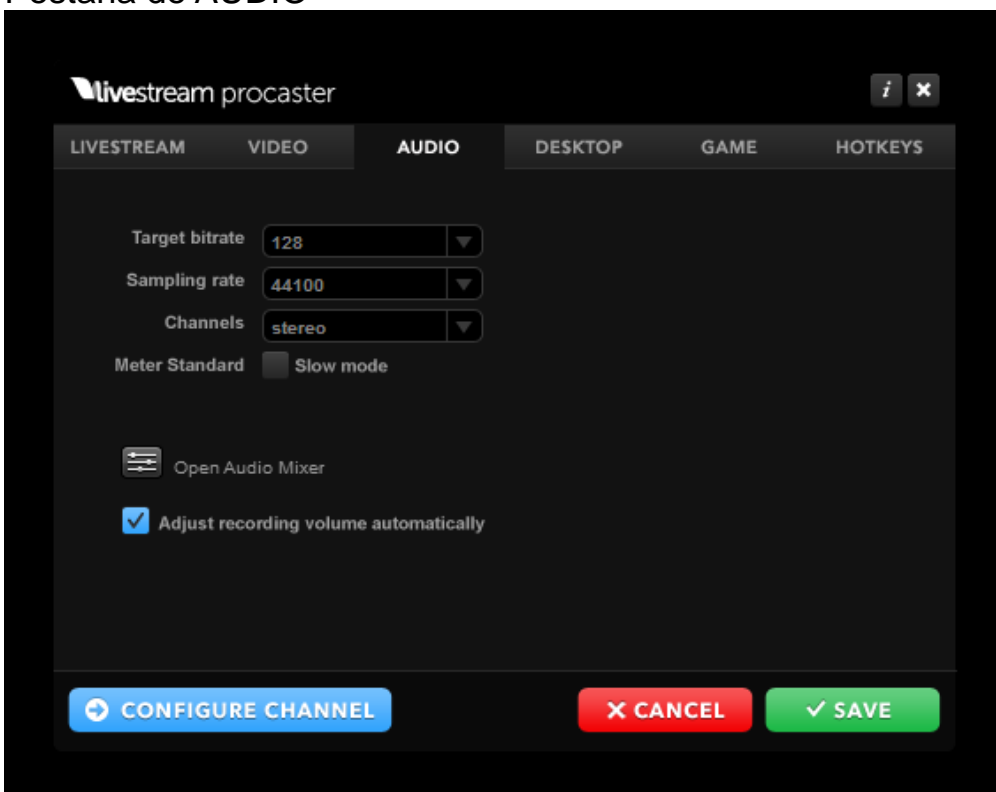 AUDIO
livestream procaster
i
LIVESTREAM VIDEO AUDIO DESKTOP GAME HOTKEYS
Target bitrate 128
Sampling rate 44100
Channels stereo
Meter Standard Slow mode
Open Audio Mixer
Adjust recording volume automatically
CONFIGURE CHANNEL CANCEL SAVE